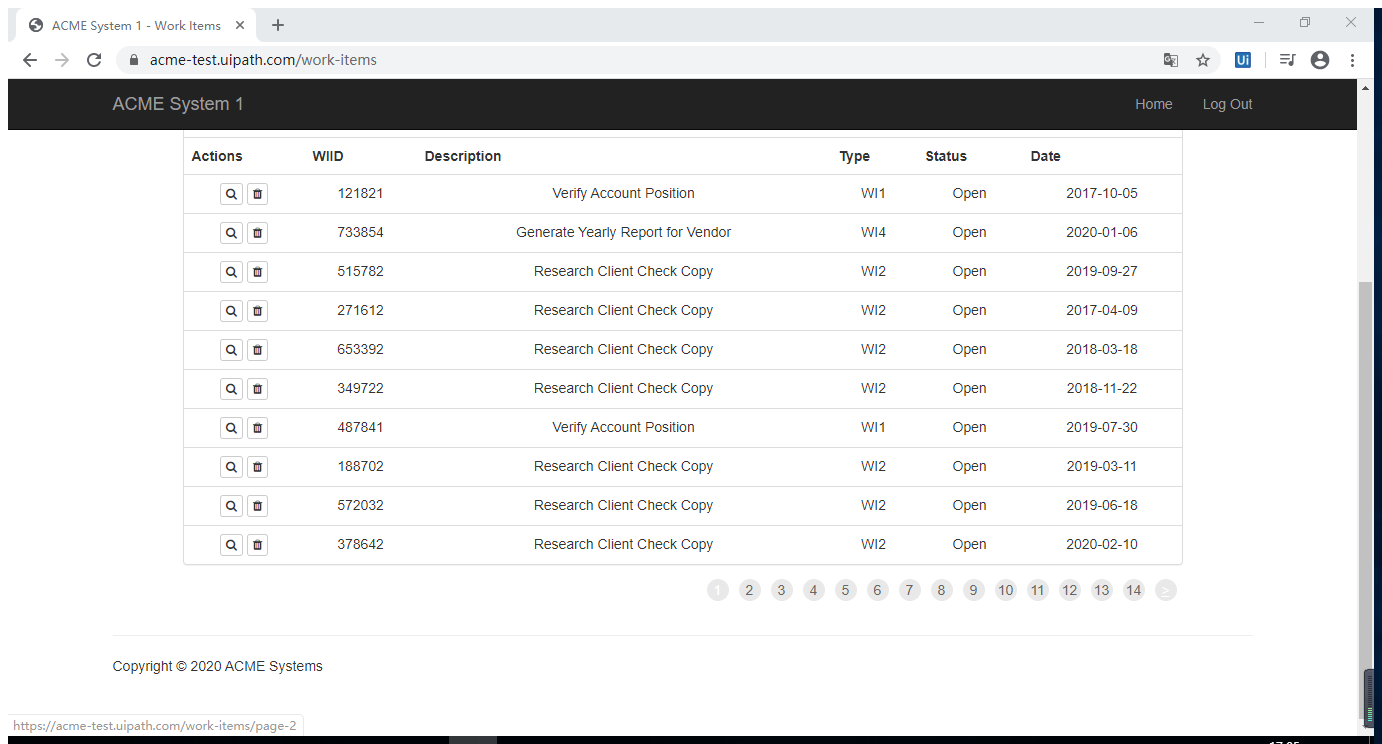 ACME System 1 - Work Items
acme-test.uipath.com/work-items
Ui
ACME System 1 Home Log Out
Actions WIID Description Type Status Date
121821 Verify Account Position WI1 Open 2017-10-05
733854 Generate Yearly Report for Vendor WI4 Open 2020-01-06
515782 Research Client Check Copy WI2 Open 2019-09-27
271612 Research Client Check Copy WI2 Open 2017-04-09
653392 Research Client Check Copy WI2 Open 2018-03-18
349722 Research Client Check Copy WI2 Open 2018-11-22
487841 Verify Account Position WI1 Open 2019-07-30
188702 Research Client Check Copy WI2 Open 2019-03-11
572032 Research Client Check Copy WI2 Open 2019-06-18
378642 Research Client Check Copy WI2 Open 2020-02-10
1 2 3 4 5 6 7 8 9 10 11 12 13 14 >
Copyright © 2020 ACME Systems
https://acme-test.uipath.com/work-items/page-2